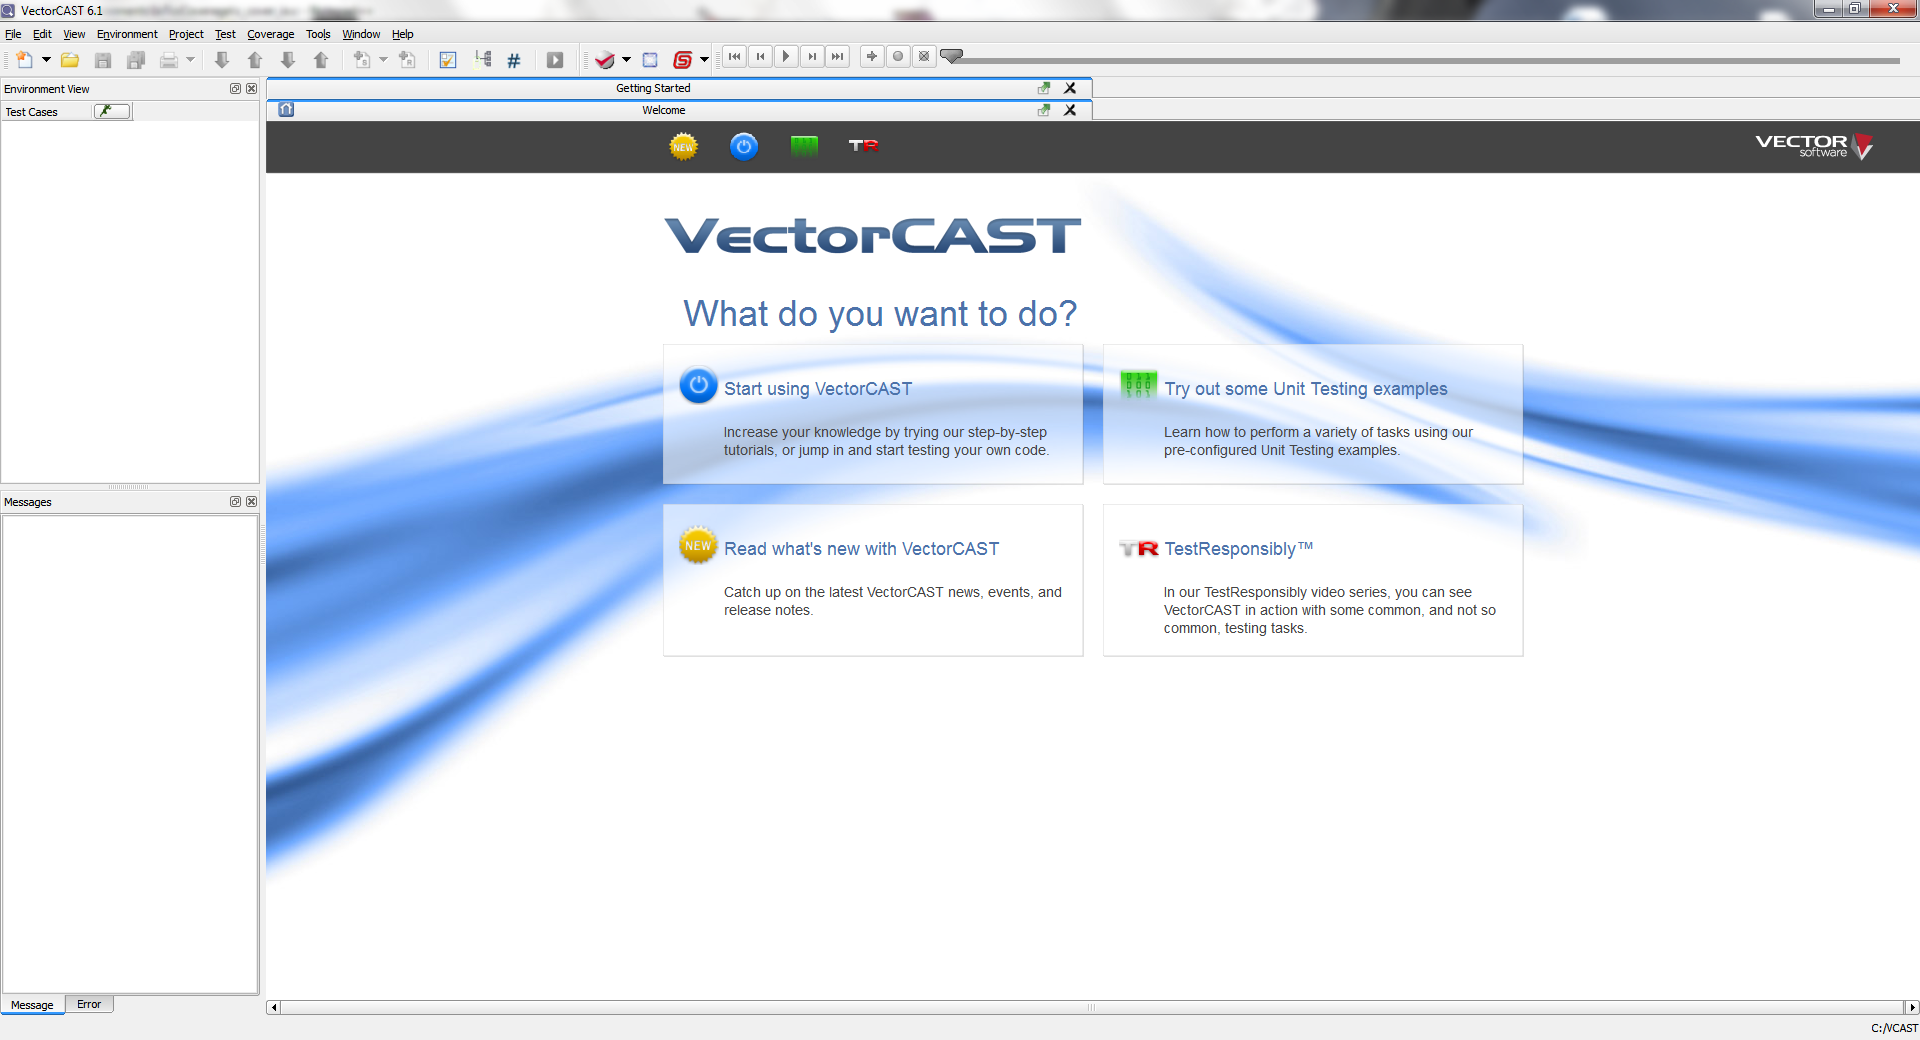 VectorCAST 6.1
File Edit View Environment Project Test Coverage Tools Window Help
Environment View
Test Cases
Getting Started
Welcome
NEW
TR
VECTOR
software
VectorCAST
What do you want to do?
Start using VectorCAST
Increase your knowledge by trying our step-by-step
tutorials, or jump in and start testing your own code.
Try out some Unit Testing examples
Learn how to perform a variety of tasks using our
pre-configured Unit Testing examples.
NEW
Read what's new with VectorCAST
Catch up on the latest VectorCAST news, events, and
release notes.
TR
TestResponsibly™
In our TestResponsibly video series, you can see
VectorCAST in action with some common, and not so
common, testing tasks.
Messages
Message
Error
C:/VCAST